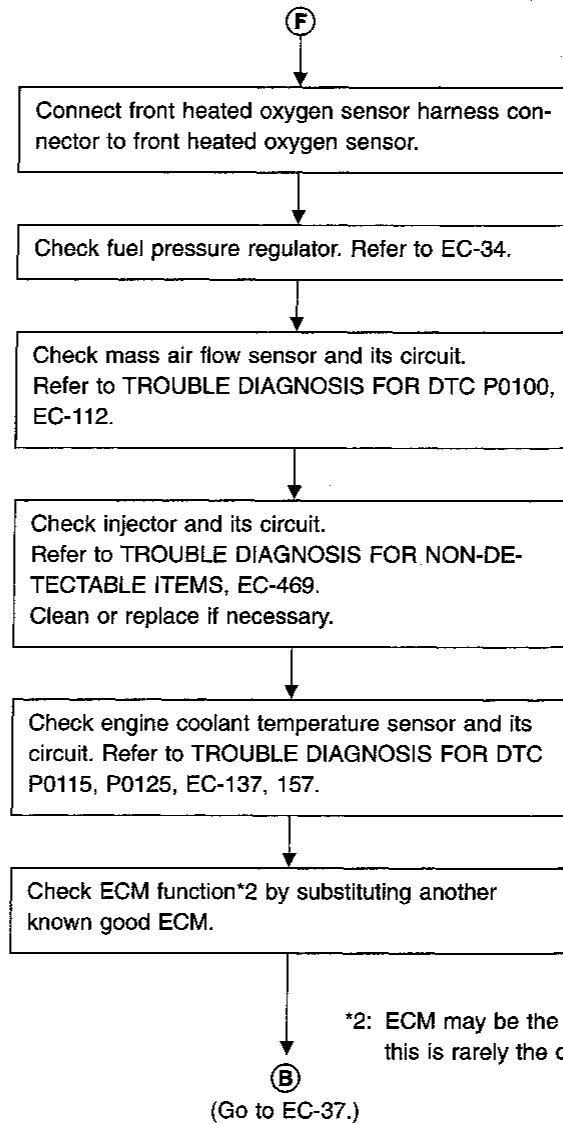 F
Connect front heated oxygen sensor harness con-
nector to front heated oxygen sensor.
Check fuel pressure regulator. Refer to EC-34.
Check mass air flow sensor and its circuit.
Refer to TROUBLE DIAGNOSIS FOR DTC P0100,
EC-112.
Check injector and its circuit.
Refer to TROUBLE DIAGNOSIS FOR NON-DE-
TECTABLE ITEMS, EC-469.
Clean or replace if necessary.
Check engine coolant temperature sensor and its
circuit. Refer to TROUBLE DIAGNOSIS FOR DTC
P0115, P0125, EC-137, 157.
Check ECM function*2 by substituting another
known good ECM.
*2: ECM may be the
this is rarely the
B
(Go to EC-37.)